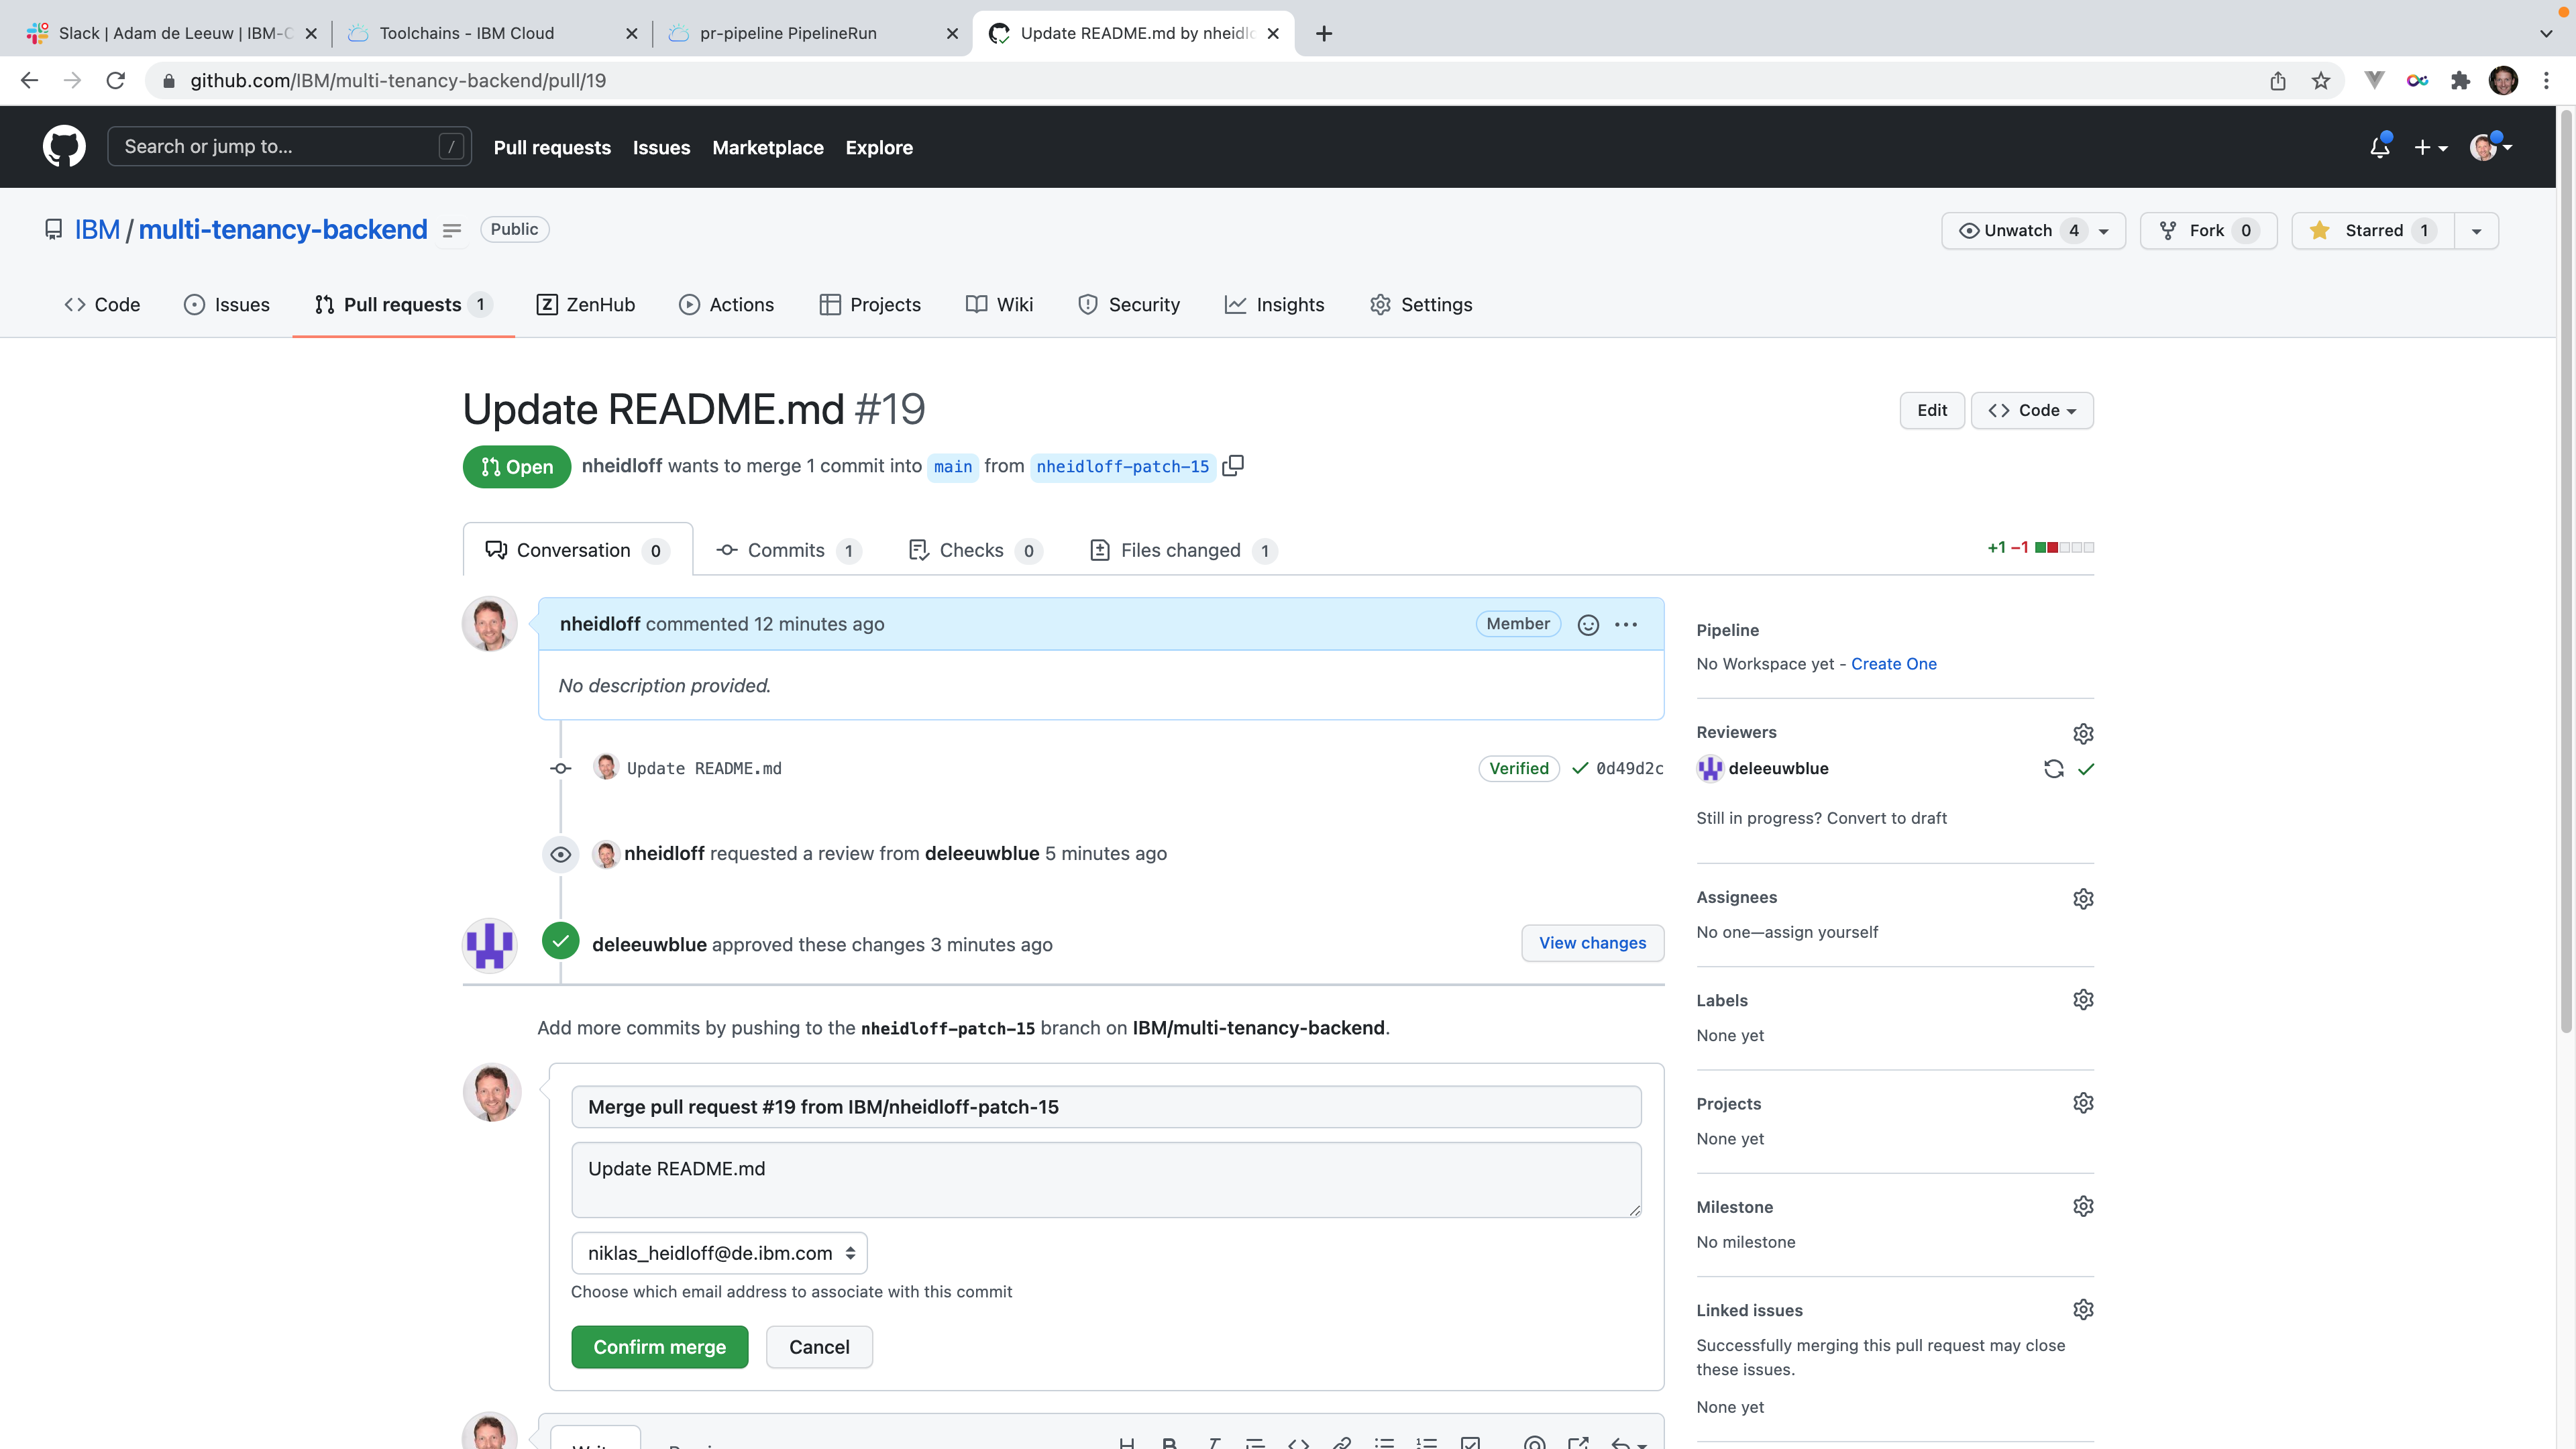 Slack | Adam de Leeuw | IBM-C
Toolchains - IBM Cloud
pr-pipeline PipelineRun
Update README.md by nheidlo
github.com/IBM/multi-tenancy-backend/pull/19
Search or jump to... /
Pull requests Issues Marketplace Explore
IBM / multi-tenancy-backend Public
Unwatch 4
Fork 0
Starred 1
Code
Issues
Pull requests 1
ZenHub
Actions
Projects
Wiki
Security
Insights
Settings
Update README.md #19
Edit
Code
Open nheidloff wants to merge 1 commit into main from nheidloff-patch-15
Conversation 0
Commits 1
Checks 0
Files changed 1
+1 −1
nheidloff commented 12 minutes ago
Member
No description provided.
Update README.md
Verified 0d49d2c
nheidloff requested a review from deleeuwblue 5 minutes ago
deleeuwblue approved these changes 3 minutes ago
View changes
Add more commits by pushing to the nheidloff-patch-15 branch on IBM/multi-tenancy-backend.
Merge pull request #19 from IBM/nheidloff-patch-15
Update README.md
niklas_heidloff@de.ibm.com
Choose which email address to associate with this commit
Confirm merge
Cancel
Pipeline
No Workspace yet - Create One
Reviewers
deleeuwblue
Still in progress? Convert to draft
Assignees
No one—assign yourself
Labels
None yet
Projects
None yet
Milestone
No milestone
Linked issues
Successfully merging this pull request may close
these issues.
None yet